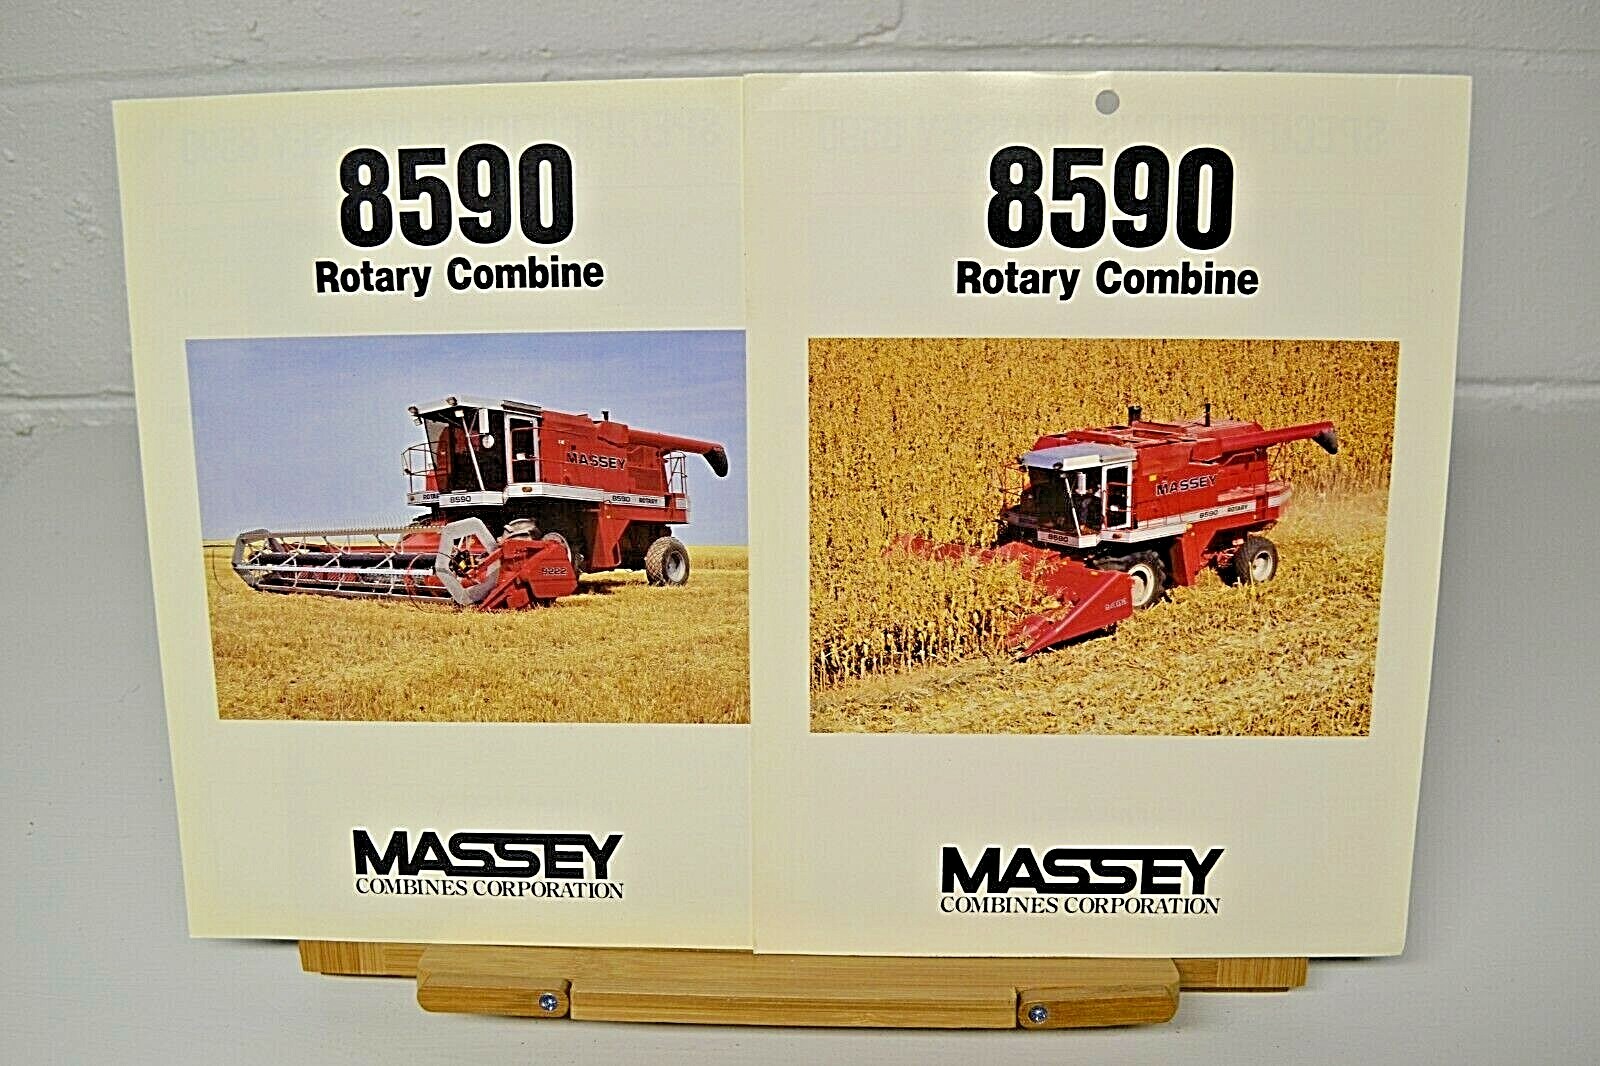 8590
Rotary Combine
MASSEY
8590
ROTARY
8590
9222
MASSEY
COMBINES CORPORATION
8590
Rotary Combine
MASSEY
8590 ROTARY
8590
MASSEY
COMBINES CORPORATION